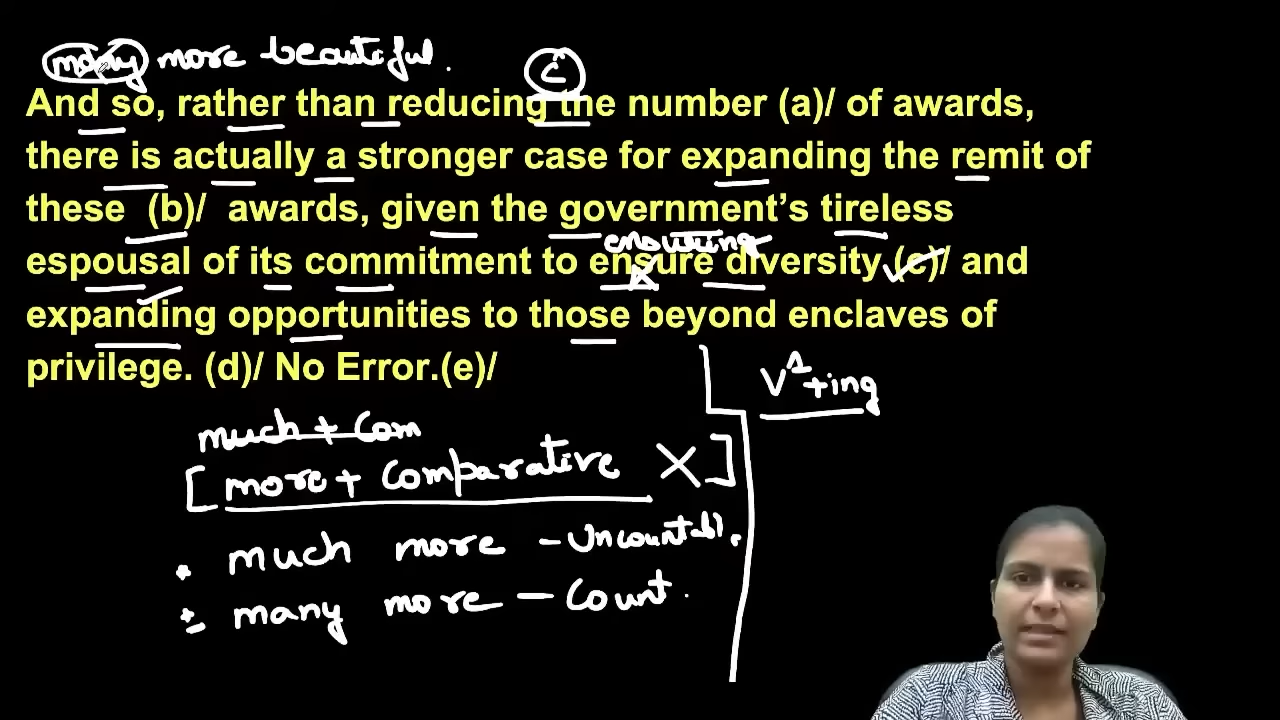 many more beautiful.
C
And so, rather than reducing the number (a)/ of awards,
there is actually a stronger case for expanding the remit of
these (b)/ awards, given the government's tireless
ensuring
espousal of its commitment to ensure diversity (c)/ and
expanding opportunities to those beyond enclaves of
privilege. (d)/ No Error.(e)/
V1+ing
much + Com
[more + Comparative X]
much more - Uncountabl.
many more - Count.